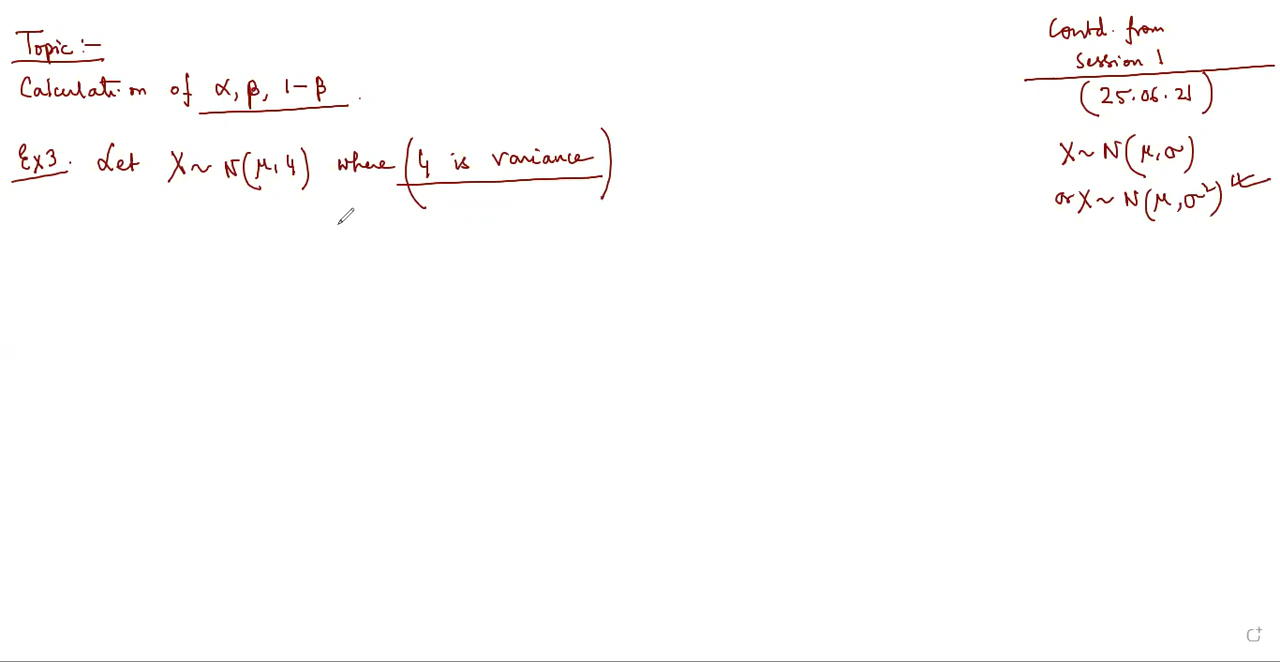 Topic :-
Calculation of α, β, 1-β.
Ex3. Let X ~ N(μ, 4) where (4 is variance)
Contd. from
Session 1
(25.06.21)
X ~ N(μ, σ)
or X ~ N(μ, σ²)